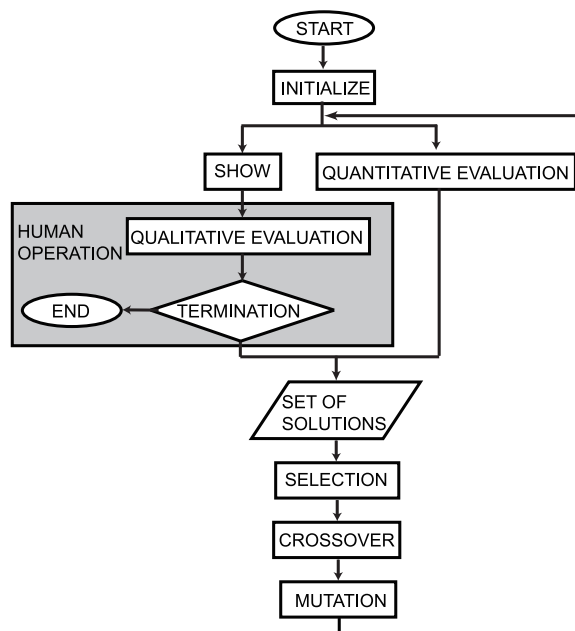 START
INITIALIZE
SHOW
QUANTITATIVE EVALUATION
HUMAN
OPERATION
QUALITATIVE EVALUATION
END
TERMINATION
SET OF
SOLUTIONS
SELECTION
CROSSOVER
MUTATION